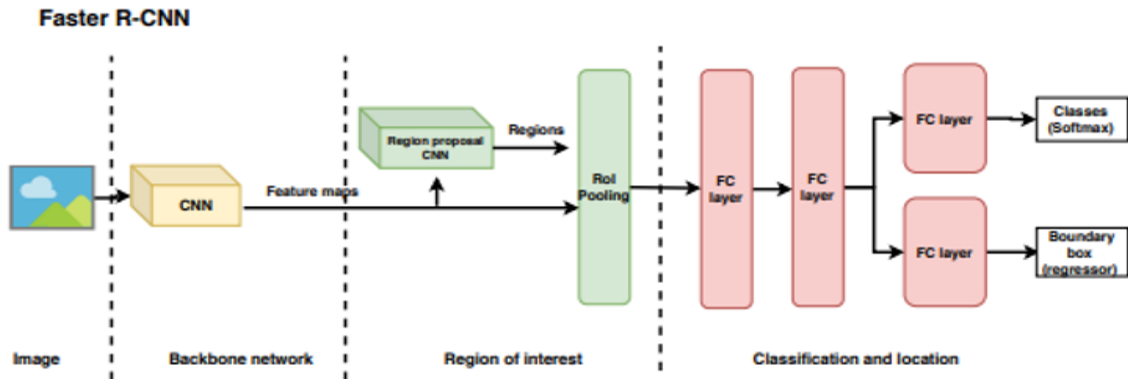 Faster R-CNN
Region proposal
CNN
Regions
CNN
Feature maps
RoI
Pooling
FC
layer
FC
layer
FC layer
Classes
(Softmax)
FC layer
Boundary
box
(regressor)
Image
Backbone network
Region of interest
Classification and location